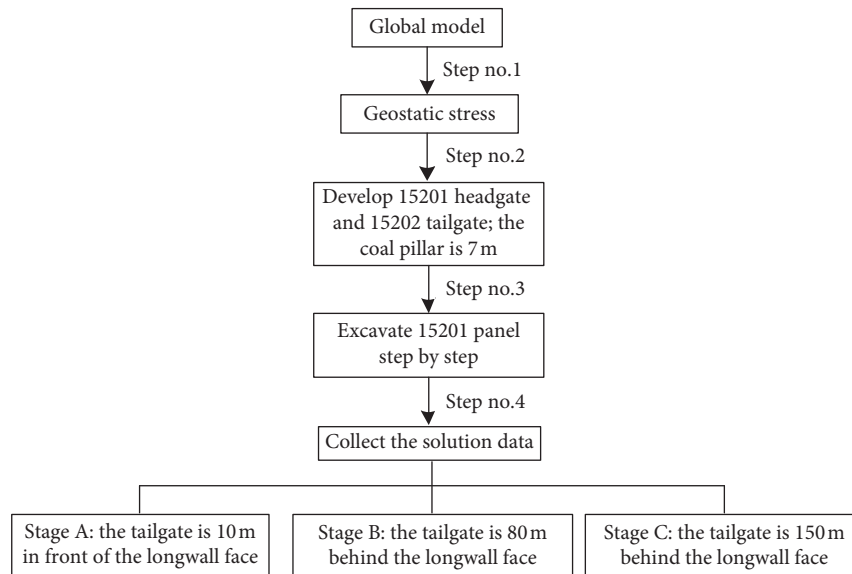 Global model
Step no.1
Geostatic stress
Step no.2
Develop 15201 headgate
and 15202 tailgate; the
coal pillar is 7 m
Step no.3
Excavate 15201 panel
step by step
Step no.4
Collect the solution data
Stage A: the tailgate is 10 m
in front of the longwall face
Stage B: the tailgate is 80 m
behind the longwall face
Stage C: the tailgate is 150 m
behind the longwall face